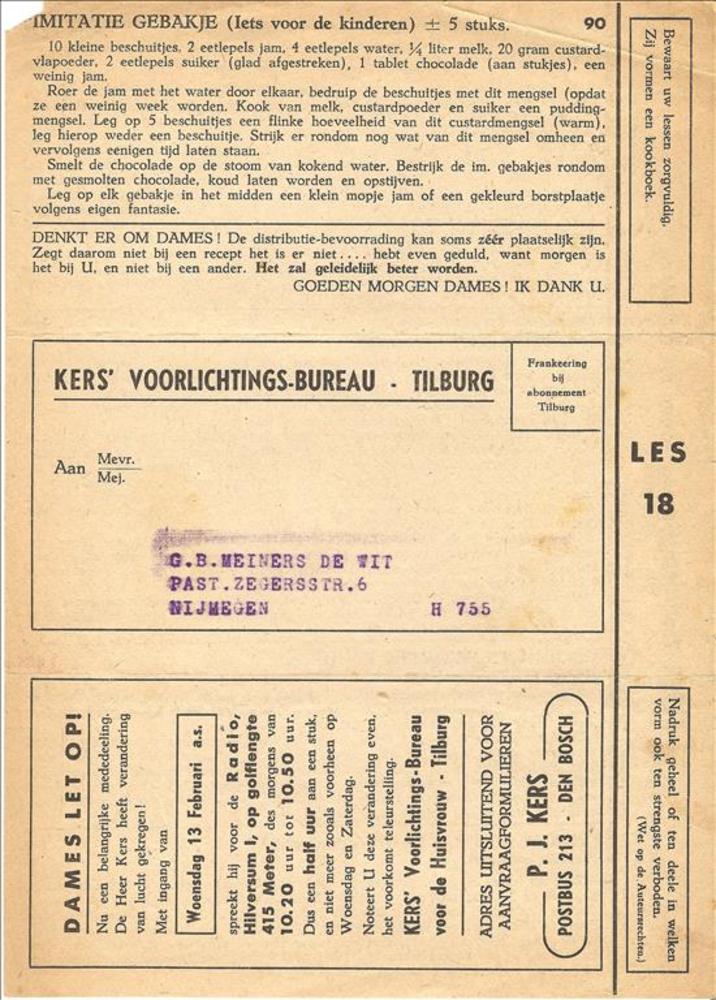 IMITATIE GEBAKJE (Iets voor de kinderen) ± 5 stuks. 90
10 kleine beschuitjes, 2 eetlepels jam, 4 eetlepels water, ¼ liter melk, 20 gram custard-
vlapoeder, 2 eetlepels suiker (glad afgestreken), 1 tablet chocolade (aan stukjes), een
weinig jam.
Roer de jam met het water door elkaar, bedruip de beschuitjes met dit mengsel (opdat
ze een weinig week worden. Kook van melk, custardpoeder en suiker een pudding-
mengsel. Leg op 5 beschuitjes een flinke hoeveelheid van dit custardmengsel (warm),
leg hierop weder een beschuitje. Strijk er rondom nog wat van dit mengsel omheen en
vervolgens eenigen tijd laten staan.
Smelt de chocolade op de stoom van kokend water. Bestrijk de im. gebakjes rondom
met gesmolten chocolade, koud laten worden en opstijven.
Leg op elk gebakje in het midden een klein mopje jam of een gekleurd borstplaatje
volgens eigen fantasie.
DENKT ER OM DAMES! De distributie-bevoorrading kan soms zéér plaatselijk zijn.
Zegt daarom niet bij een recept het is er niet.... hebt even geduld, want morgen is
het bij U, en niet bij een ander. Het zal geleidelijk beter worden.
GOEDEN MORGEN DAMES! IK DANK U.
Bewaart uw lessen zorgvuldig.
Zij vormen een kookboek.
KERS' VOORLICHTINGS-BUREAU - TILBURG
Frankeering
bij
abonnement
Tilburg
Aan Mevr.
Mej.
G.B.MEINERS DE WIT
PAST.ZEGERSSTR.6
NIJMEGEN H 755
LES
18
DAMES LET OP!
Nu een belangrijke mededeeling.
De Heer Kers heeft verandering
van lucht gekregen!
Met ingang van
Woensdag 13 Februari a.s.
spreekt hij voor de Radio,
Hilversum I, op golflengte
415 Meter, des morgens van
10.20 uur tot 10.50 uur.
Dus een half uur aan een stuk,
en niet meer zooals voorheen op
Woensdag en Zaterdag.
Noteert U deze verandering even,
het voorkomt teleurstelling.
KERS' Voorlichtings-Bureau
voor de Huisvrouw - Tilburg
ADRES UITSLUITEND VOOR
AANVRAAGFORMULIEREN
P. J. KERS
POSTBUS 213 - DEN BOSCH
Nadruk geheel of ten deele in welken
vorm ook ten strengste verboden.
(Wet op de Auteursrechten.)